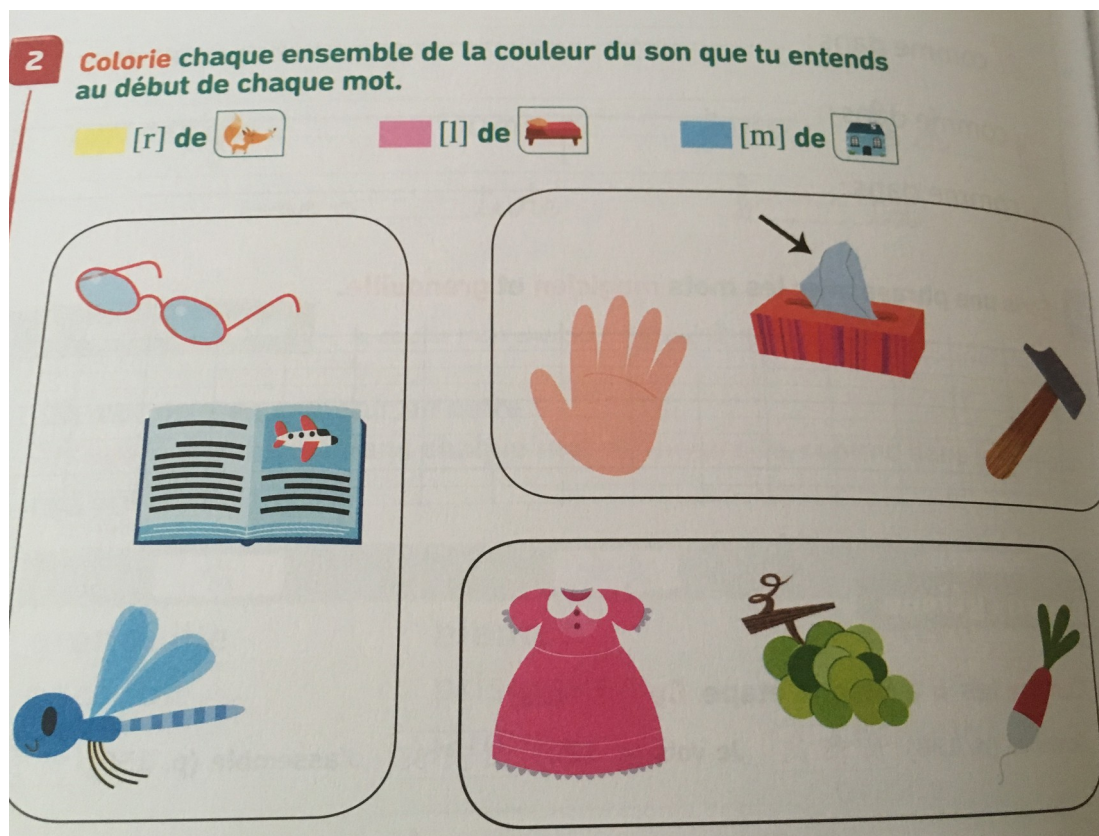 2 Colorie chaque ensemble de la couleur du son que tu entends
au début de chaque mot.
[r] de [l] de [m] de